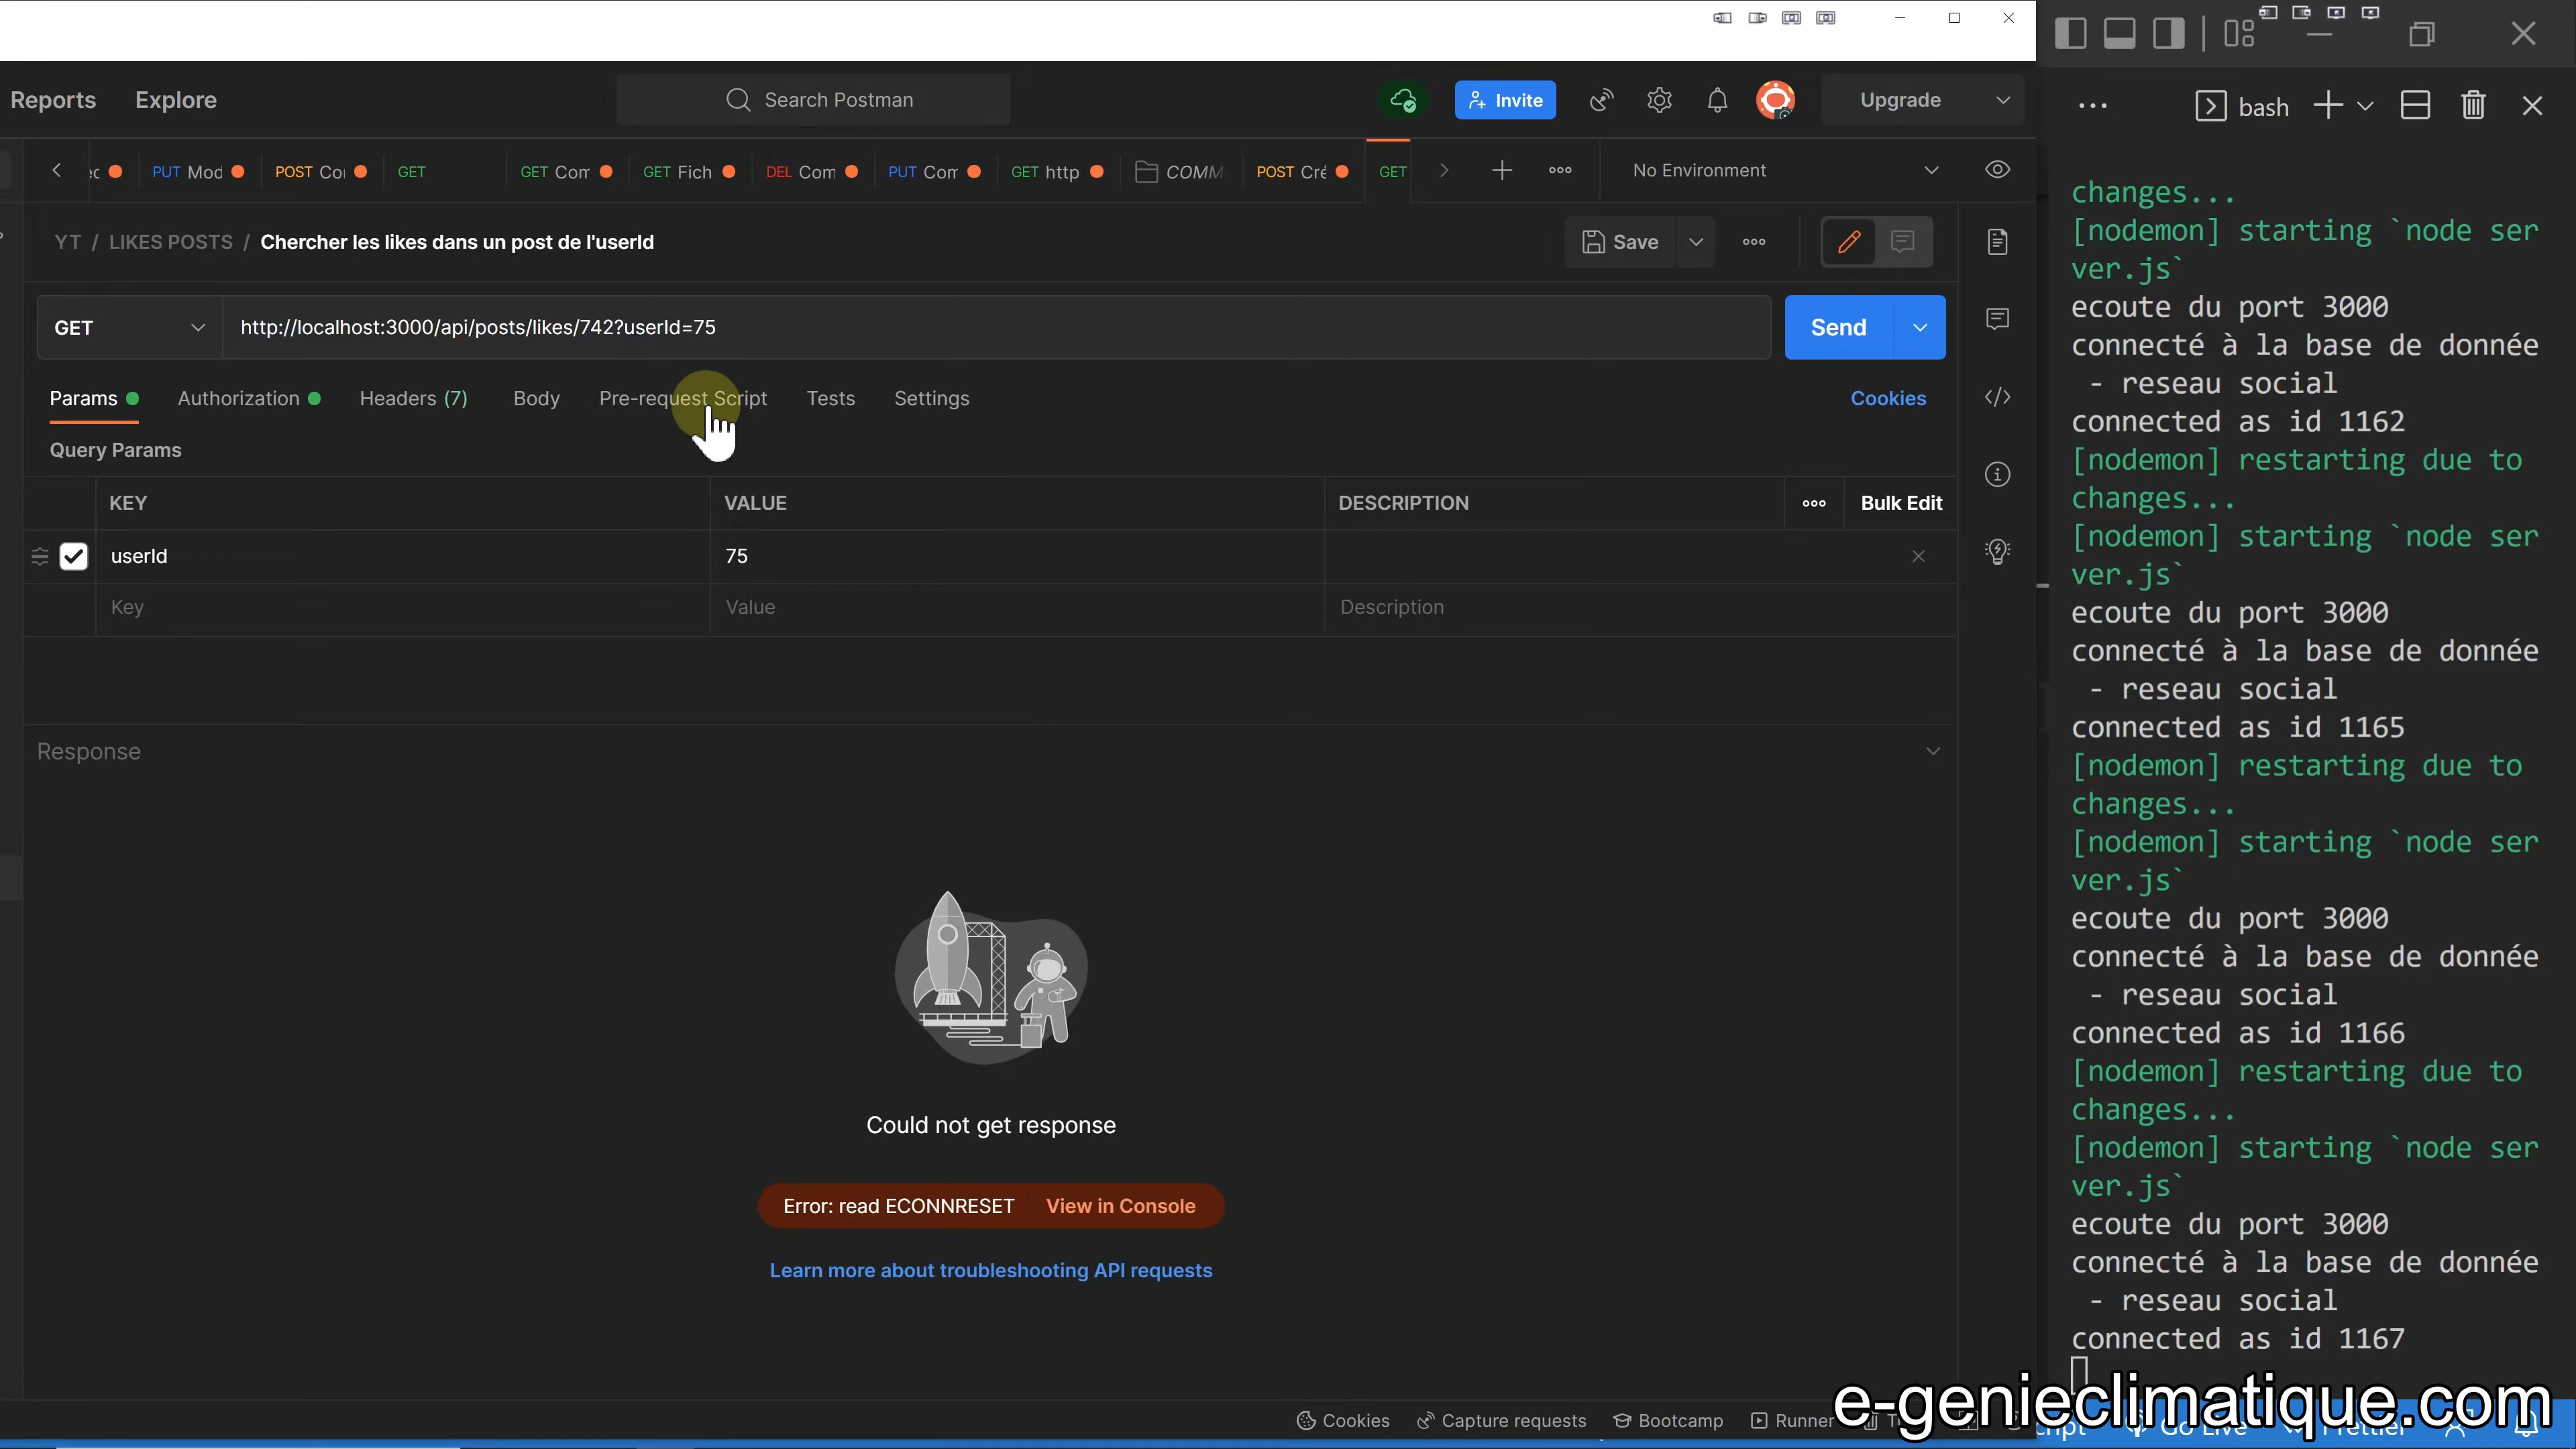 Reports Explore Search Postman Invite Upgrade
PUT Mod POST Co GET GET Com GET Fich DEL Com PUT Com GET http COMM POST Cré GET No Environment
YT / LIKES POSTS / Chercher les likes dans un post de l'userId Save
GET http://localhost:3000/api/posts/likes/742?userId=75 Send
Params Authorization Headers (7) Body Pre-request Script Tests Settings Cookies
Query Params
KEY VALUE DESCRIPTION Bulk Edit
userId 75
Key Value Description
Response
Could not get response
Error: read ECONNRESET View in Console
Learn more about troubleshooting API requests
Cookies Capture requests Bootcamp Runner
bash
changes...
[nodemon] starting `node ser
ver.js`
ecoute du port 3000
connecté à la base de donnée
- reseau social
connected as id 1162
[nodemon] restarting due to
changes...
[nodemon] starting `node ser
ver.js`
ecoute du port 3000
connecté à la base de donnée
- reseau social
connected as id 1165
[nodemon] restarting due to
changes...
[nodemon] starting `node ser
ver.js`
ecoute du port 3000
connecté à la base de donnée
- reseau social
connected as id 1166
[nodemon] restarting due to
changes...
[nodemon] starting `node ser
ver.js`
ecoute du port 3000
connecté à la base de donnée
- reseau social
connected as id 1167
e-genieclimatique.com
Go Live Prettier